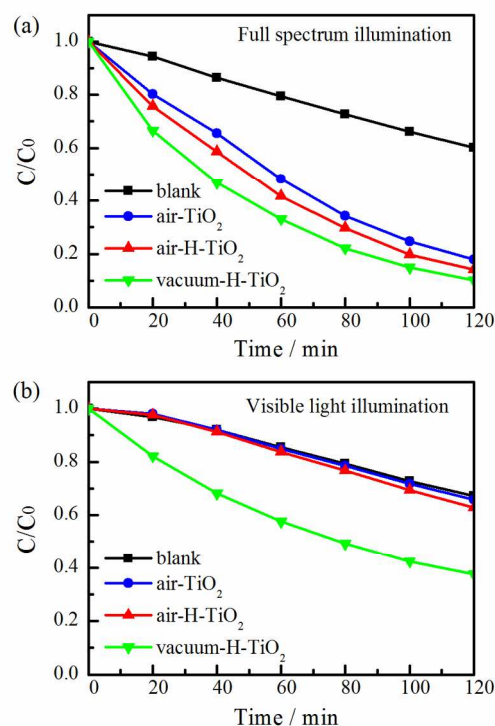 (a)
Full spectrum illumination
1.0
0.8
0.6
0.4
0.2
0.0
C/C₀
blank
air-TiO₂
air-H-TiO₂
vacuum-H-TiO₂
0 20 40 60 80 100 120
Time / min
(b)
Visible light illumination
1.0
0.8
0.6
0.4
0.2
0.0
C/C₀
blank
air-TiO₂
air-H-TiO₂
vacuum-H-TiO₂
0 20 40 60 80 100 120
Time / min